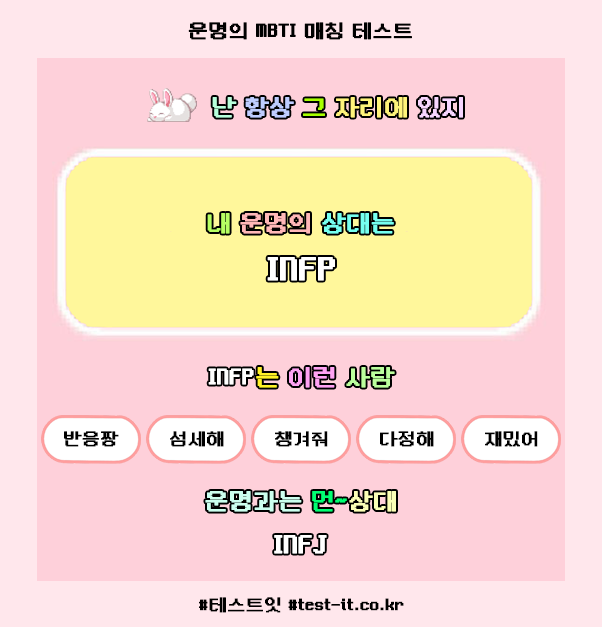 운명의 MBTI 매칭 테스트
난 항상 그 자리에 있지
내 운명의 상대는
INFP
INFP는 이런 사람
반응짱 섬세해 챙겨줘 다정해 재밌어
운명과는 먼~상대
INFJ
#테스트잇 #test-it.co.kr